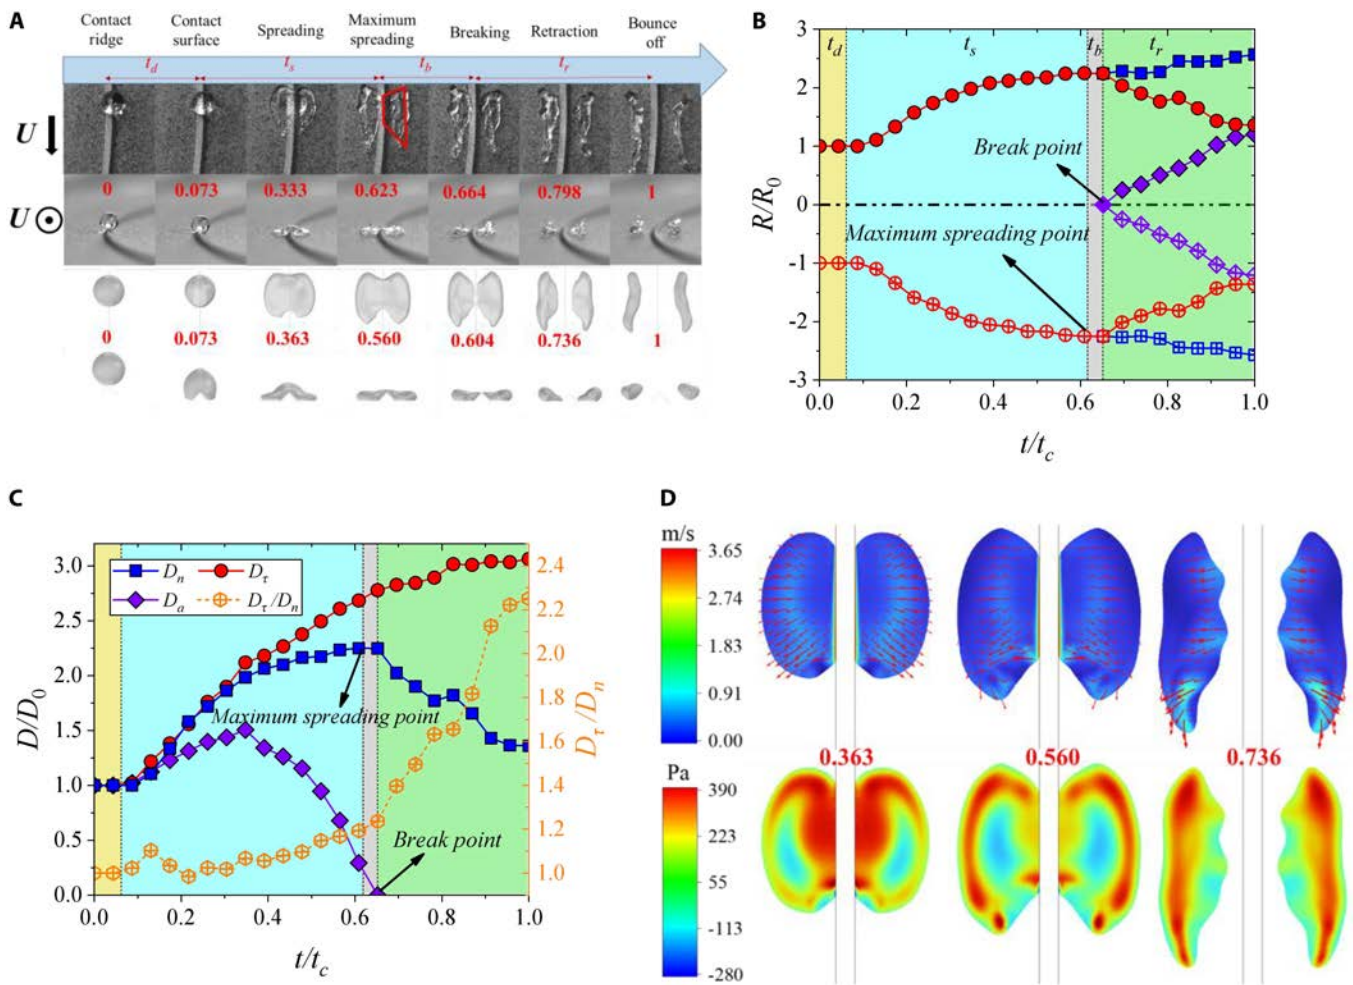 A
Contact ridge
Contact surface
Spreading
Maximum spreading
Breaking
Retraction
Bounce off
t_d
t_s
t_b
t_r
U
0 0.073 0.333 0.623 0.664 0.798 1
U
0 0.073 0.363 0.560 0.604 0.736 1
B
3
2
1
0
-1
-2
-3
R/R_0
t_d
t_s
t_b
t_r
Break point
Maximum spreading point
0.0 0.2 0.4 0.6 0.8 1.0
t/t_c
C
3.0
2.5
2.0
1.5
1.0
0.5
0.0
D/D_0
D_n D_τ
D_a D_τ/D_n
Maximum spreading point
Break point
2.4
2.2
2.0
1.8
1.6
1.4
1.2
1.0
D_τ/D_n
0.0 0.2 0.4 0.6 0.8 1.0
t/t_c
D
m/s
3.65
2.74
1.83
0.91
0.00
0.363 0.560 0.736
Pa
390
223
55
-113
-280